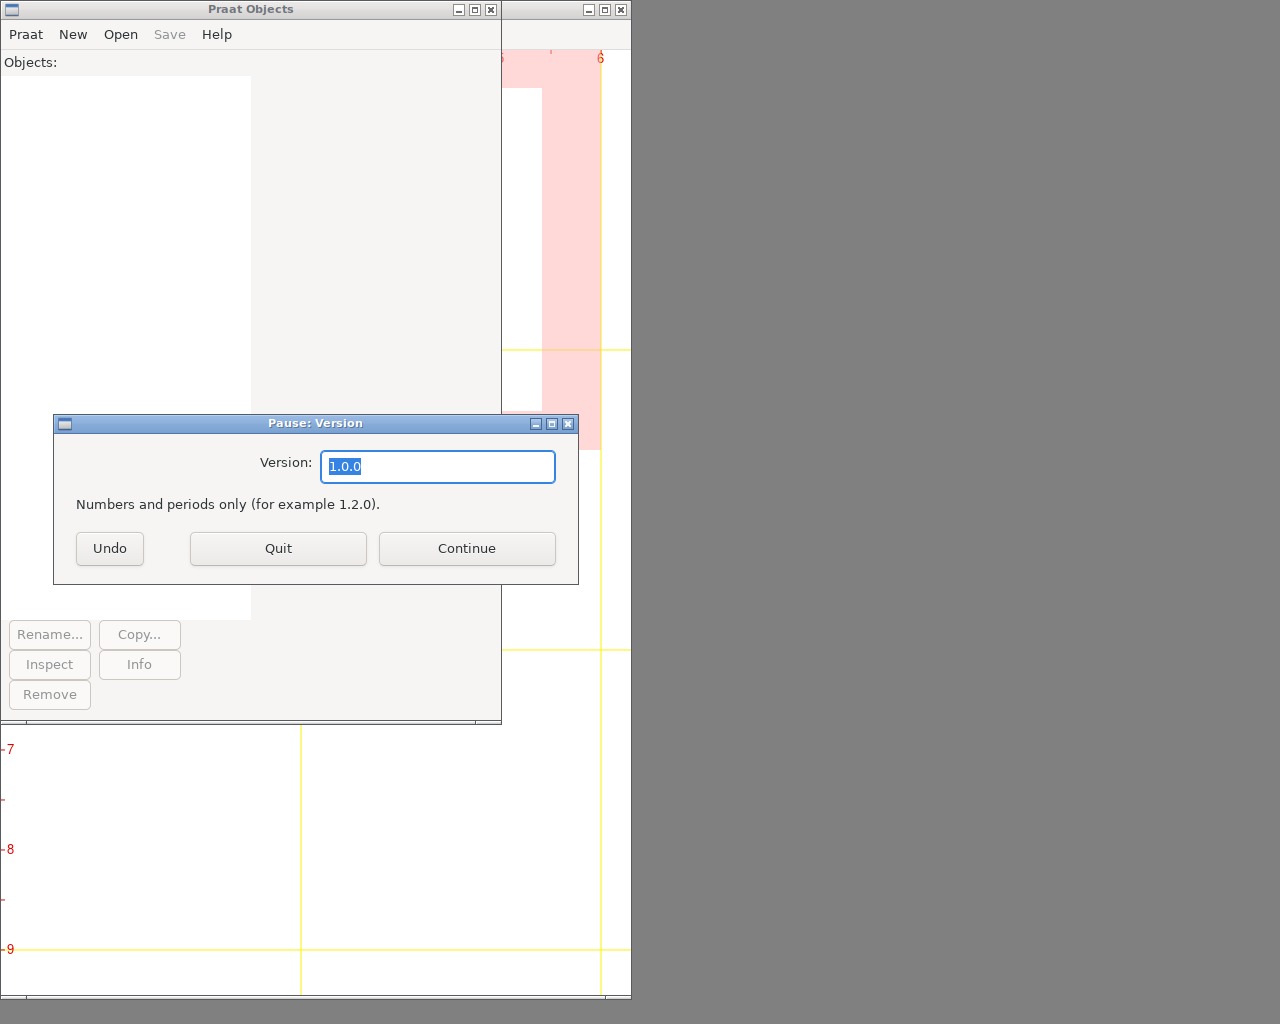 Praat Objects
Praat New Open Save Help
Objects:
6
Pause: Version
Version: 1.0.0
Numbers and periods only (for example 1.2.0).
Undo Quit Continue
Rename... Copy...
Inspect Info
Remove
7
8
9